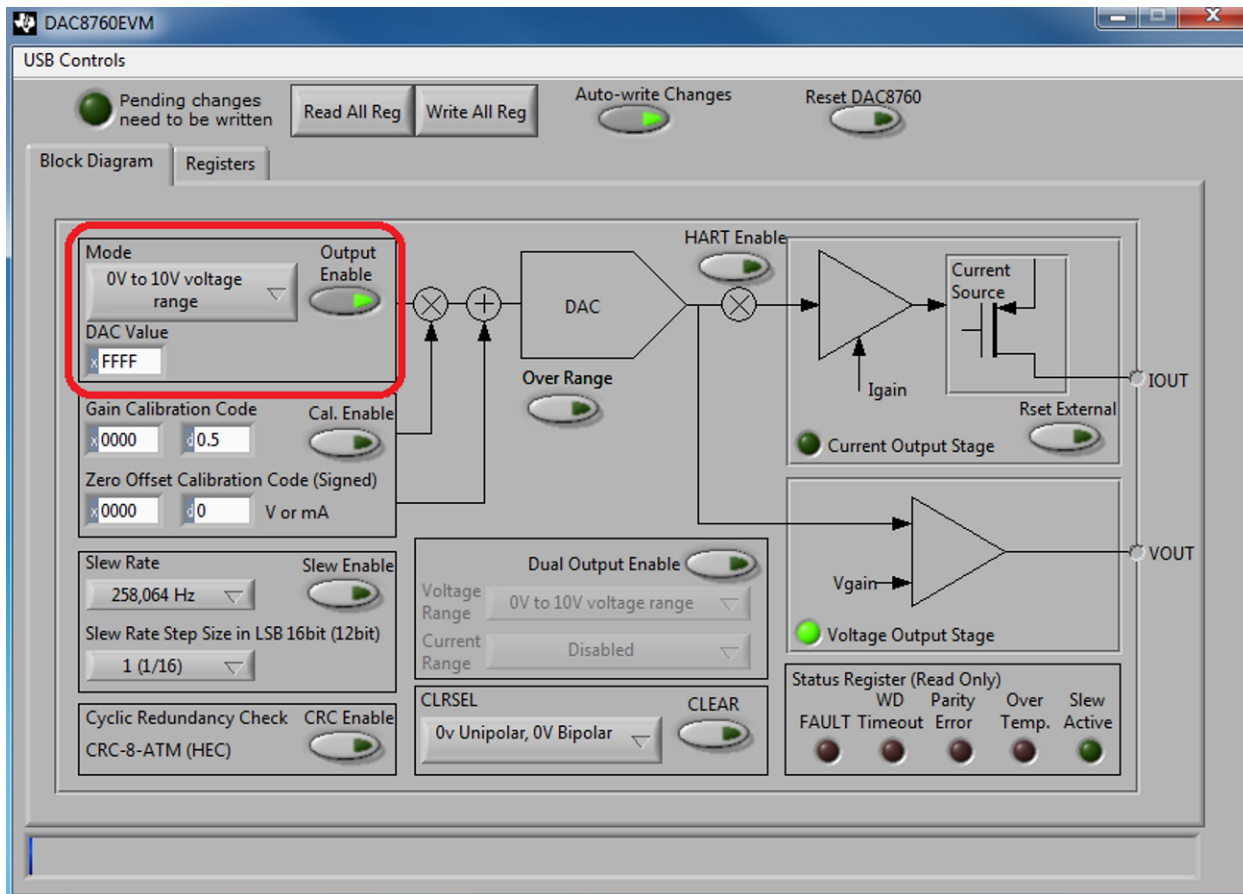 DAC8760EVM
USB Controls
Pending changes
need to be written
Read All Reg
Write All Reg
Auto-write Changes
Reset DAC8760
Block Diagram
Registers
Mode
0V to 10V voltage
range
Output
Enable
DAC Value
x FFFF
Gain Calibration Code
x 0000
d 0.5
Cal. Enable
Zero Offset Calibration Code (Signed)
x 0000
d 0
V or mA
DAC
Over Range
HART Enable
Current
Source
Igain
IOUT
Rset External
Current Output Stage
Vgain
VOUT
Voltage Output Stage
Slew Rate
Slew Enable
258,064 Hz
Slew Rate Step Size in LSB 16bit (12bit)
1 (1/16)
Dual Output Enable
Voltage
Range
0V to 10V voltage range
Current
Range
Disabled
Cyclic Redundancy Check
CRC Enable
CRC-8-ATM (HEC)
CLRSEL
0v Unipolar, 0V Bipolar
CLEAR
Status Register (Read Only)
FAULT
WD
Timeout
Parity
Error
Over
Temp.
Slew
Active